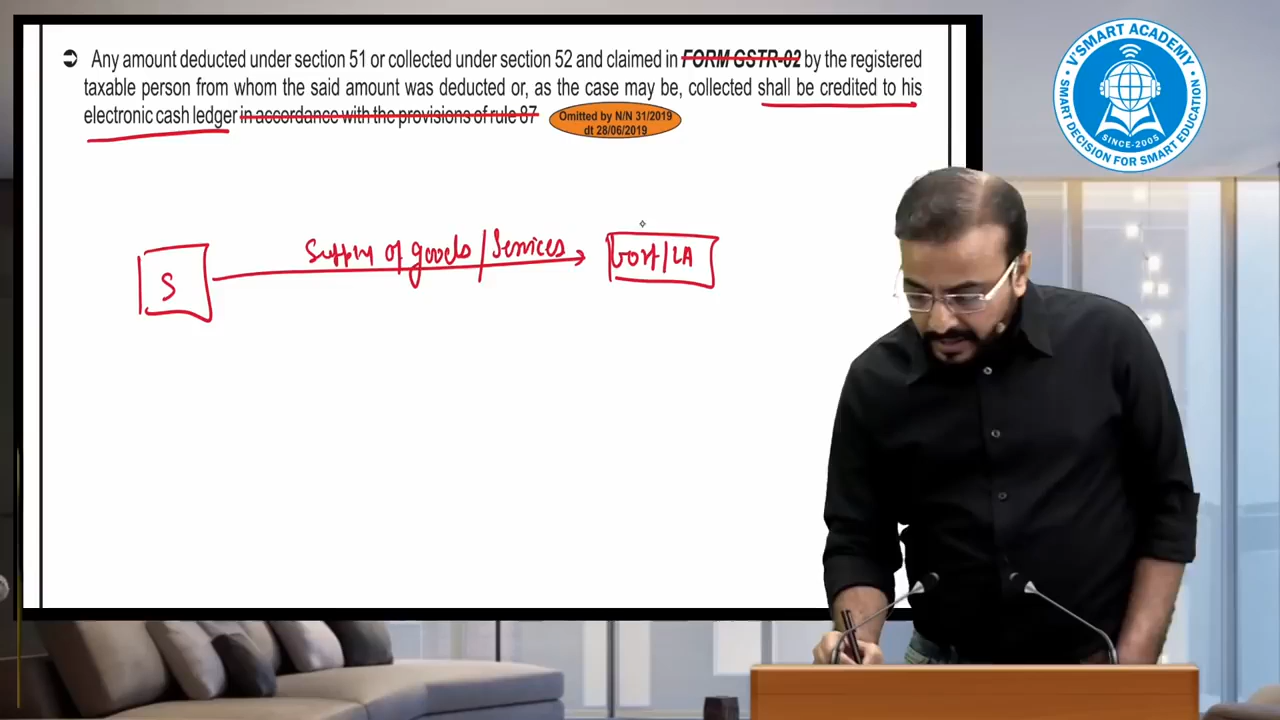 ➲ Any amount deducted under section 51 or collected under section 52 and claimed in FORM GSTR-02 by the registered
taxable person from whom the said amount was deducted or, as the case may be, collected shall be credited to his
electronic cash ledger in accordance with the provisions of rule 87
Omitted by N/N 31/2019
dt 28/06/2019
V'SMART ACADEMY
SMART DECISION FOR SMART EDUCATION
SINCE-2005
S
Supply of goods/Services
Govt/LA